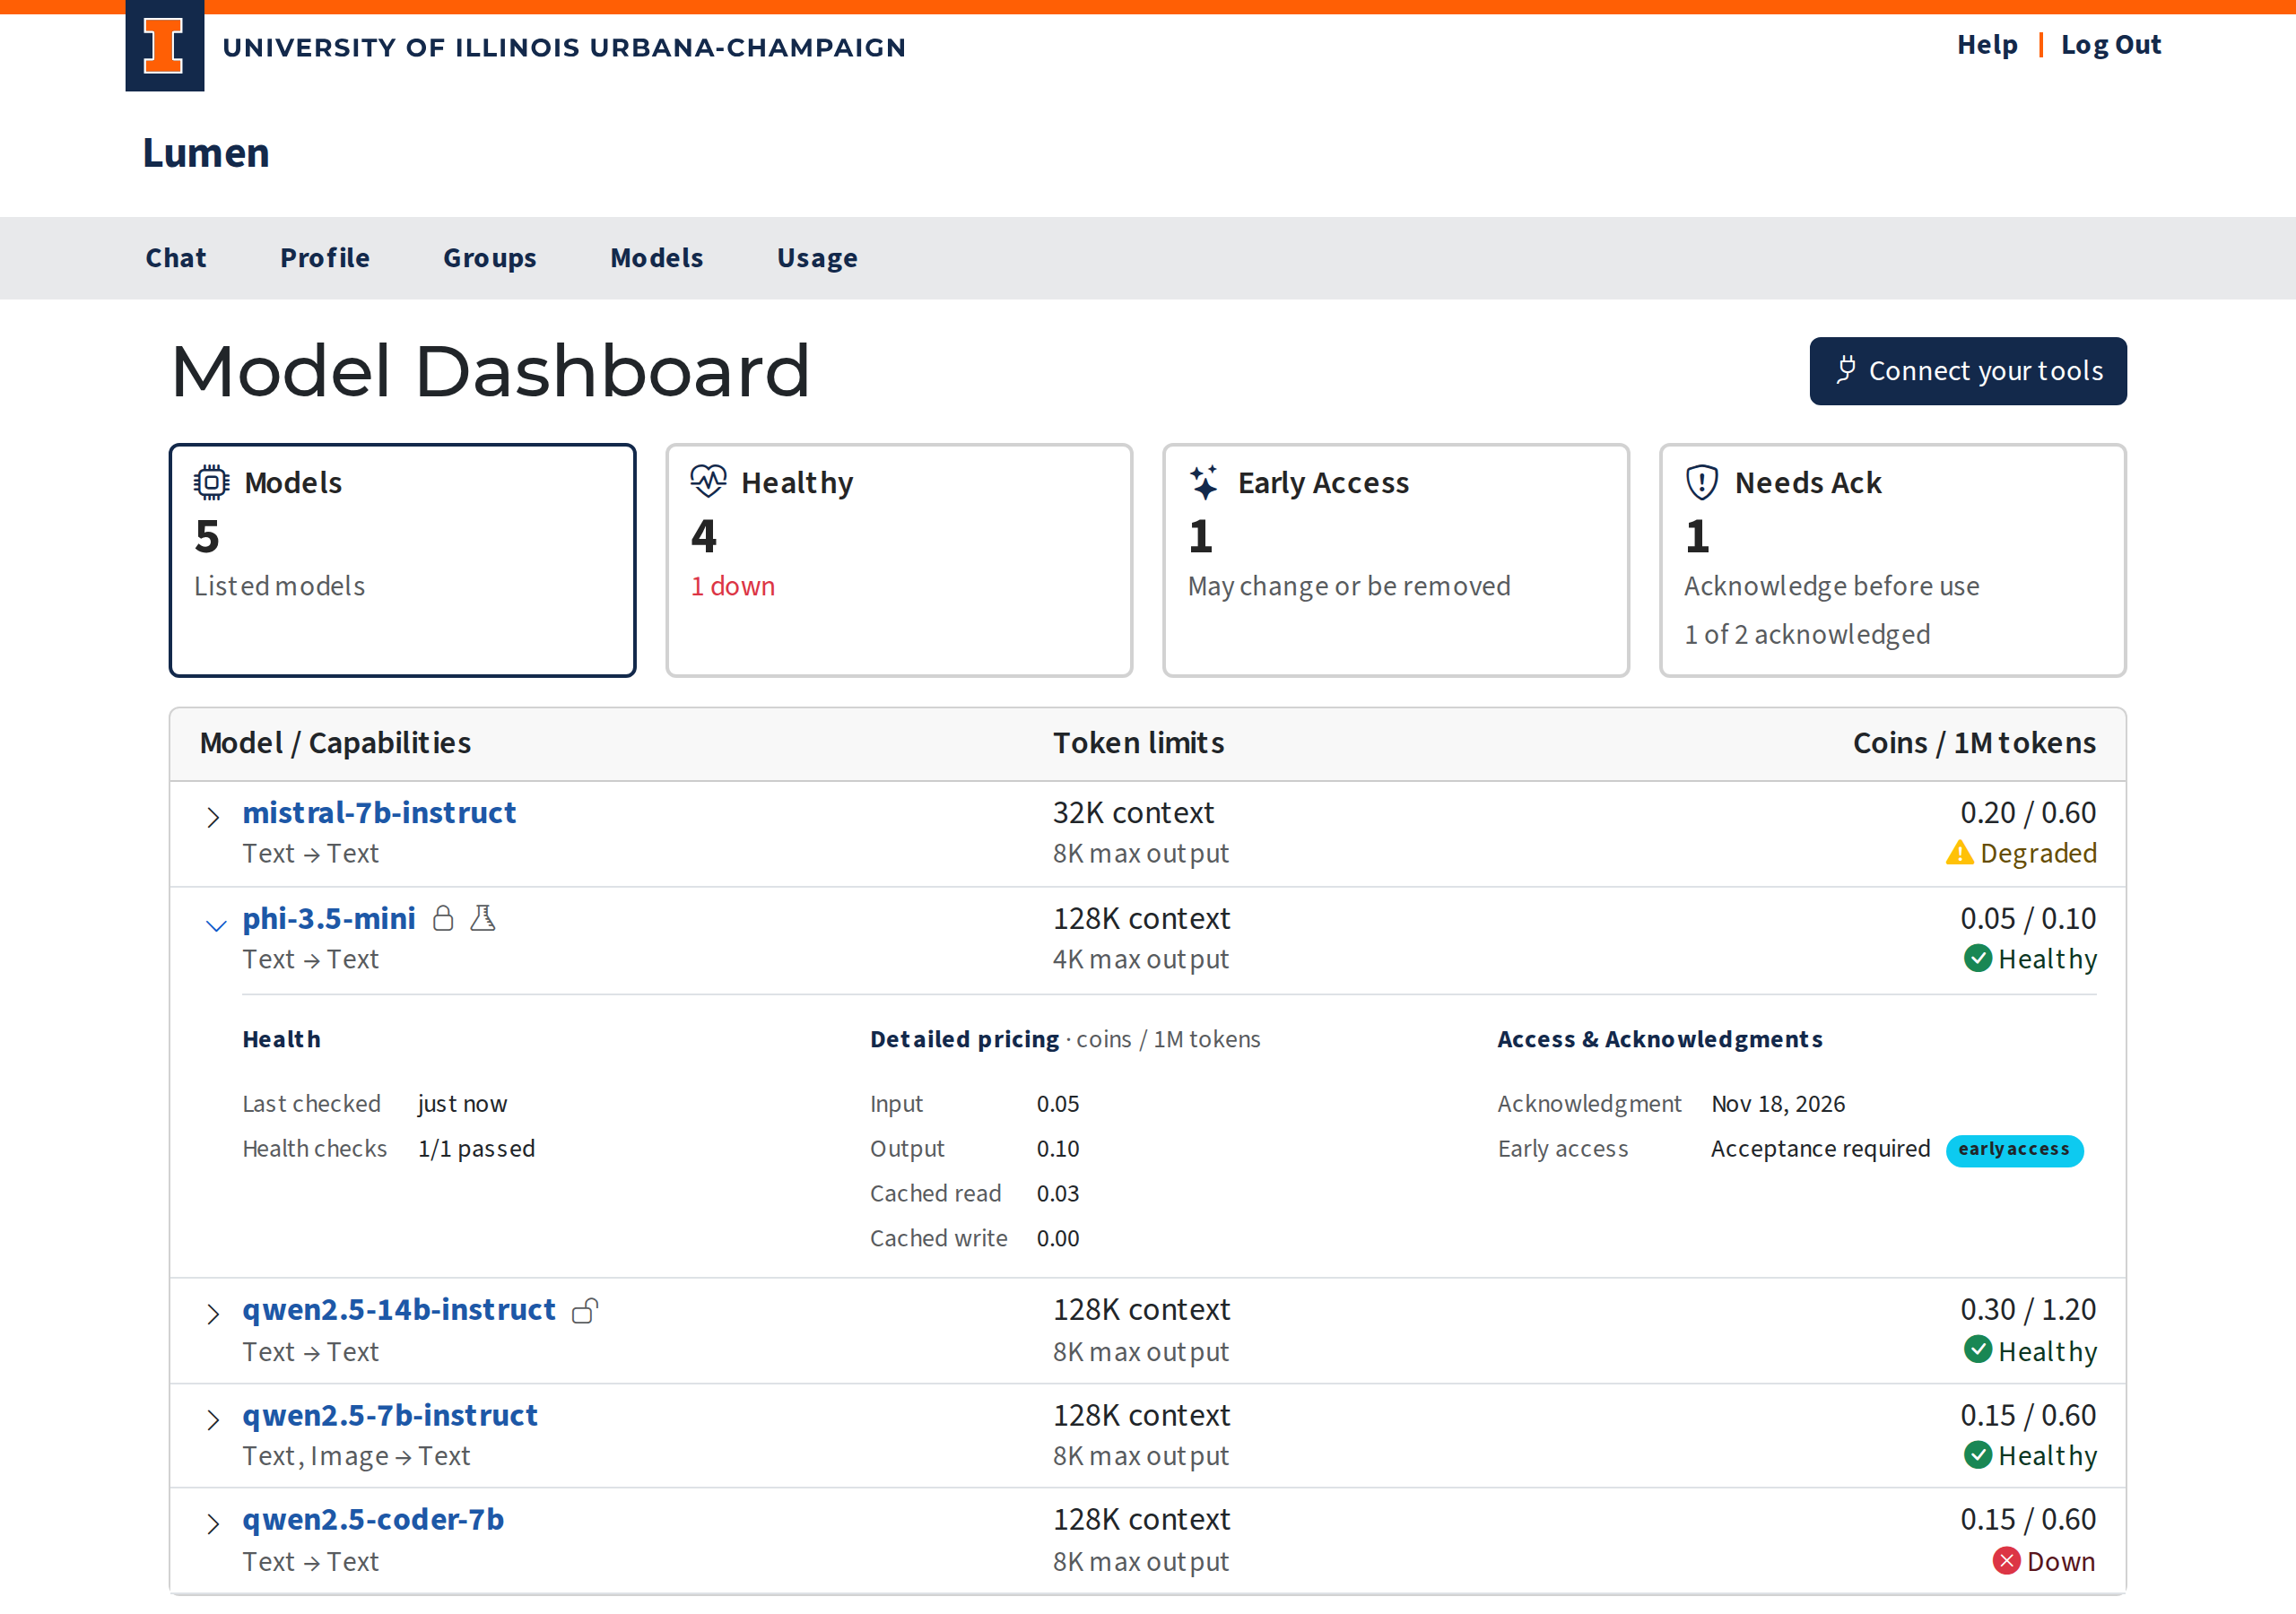 UNIVERSITY OF ILLINOIS URBANA-CHAMPAIGN
Help | Log Out
Lumen
Chat Profile Groups Models Usage
Model Dashboard
Connect your tools
Models
5
Listed models
Healthy
4
1 down
Early Access
1
May change or be removed
Needs Ack
1
Acknowledge before use
1 of 2 acknowledged
Model / Capabilities Token limits Coins / 1M tokens
mistral-7b-instruct 32K context 0.20 / 0.60
Text → Text 8K max output Degraded
phi-3.5-mini 128K context 0.05 / 0.10
Text → Text 4K max output Healthy
Health
Last checked just now
Health checks 1/1 passed
Detailed pricing · coins / 1M tokens
Input 0.05
Output 0.10
Cached read 0.03
Cached write 0.00
Access & Acknowledgments
Acknowledgment Nov 18, 2026
Early access Acceptance required early access
qwen2.5-14b-instruct 128K context 0.30 / 1.20
Text → Text 8K max output Healthy
qwen2.5-7b-instruct 128K context 0.15 / 0.60
Text, Image → Text 8K max output Healthy
qwen2.5-coder-7b 128K context 0.15 / 0.60
Text → Text 8K max output Down